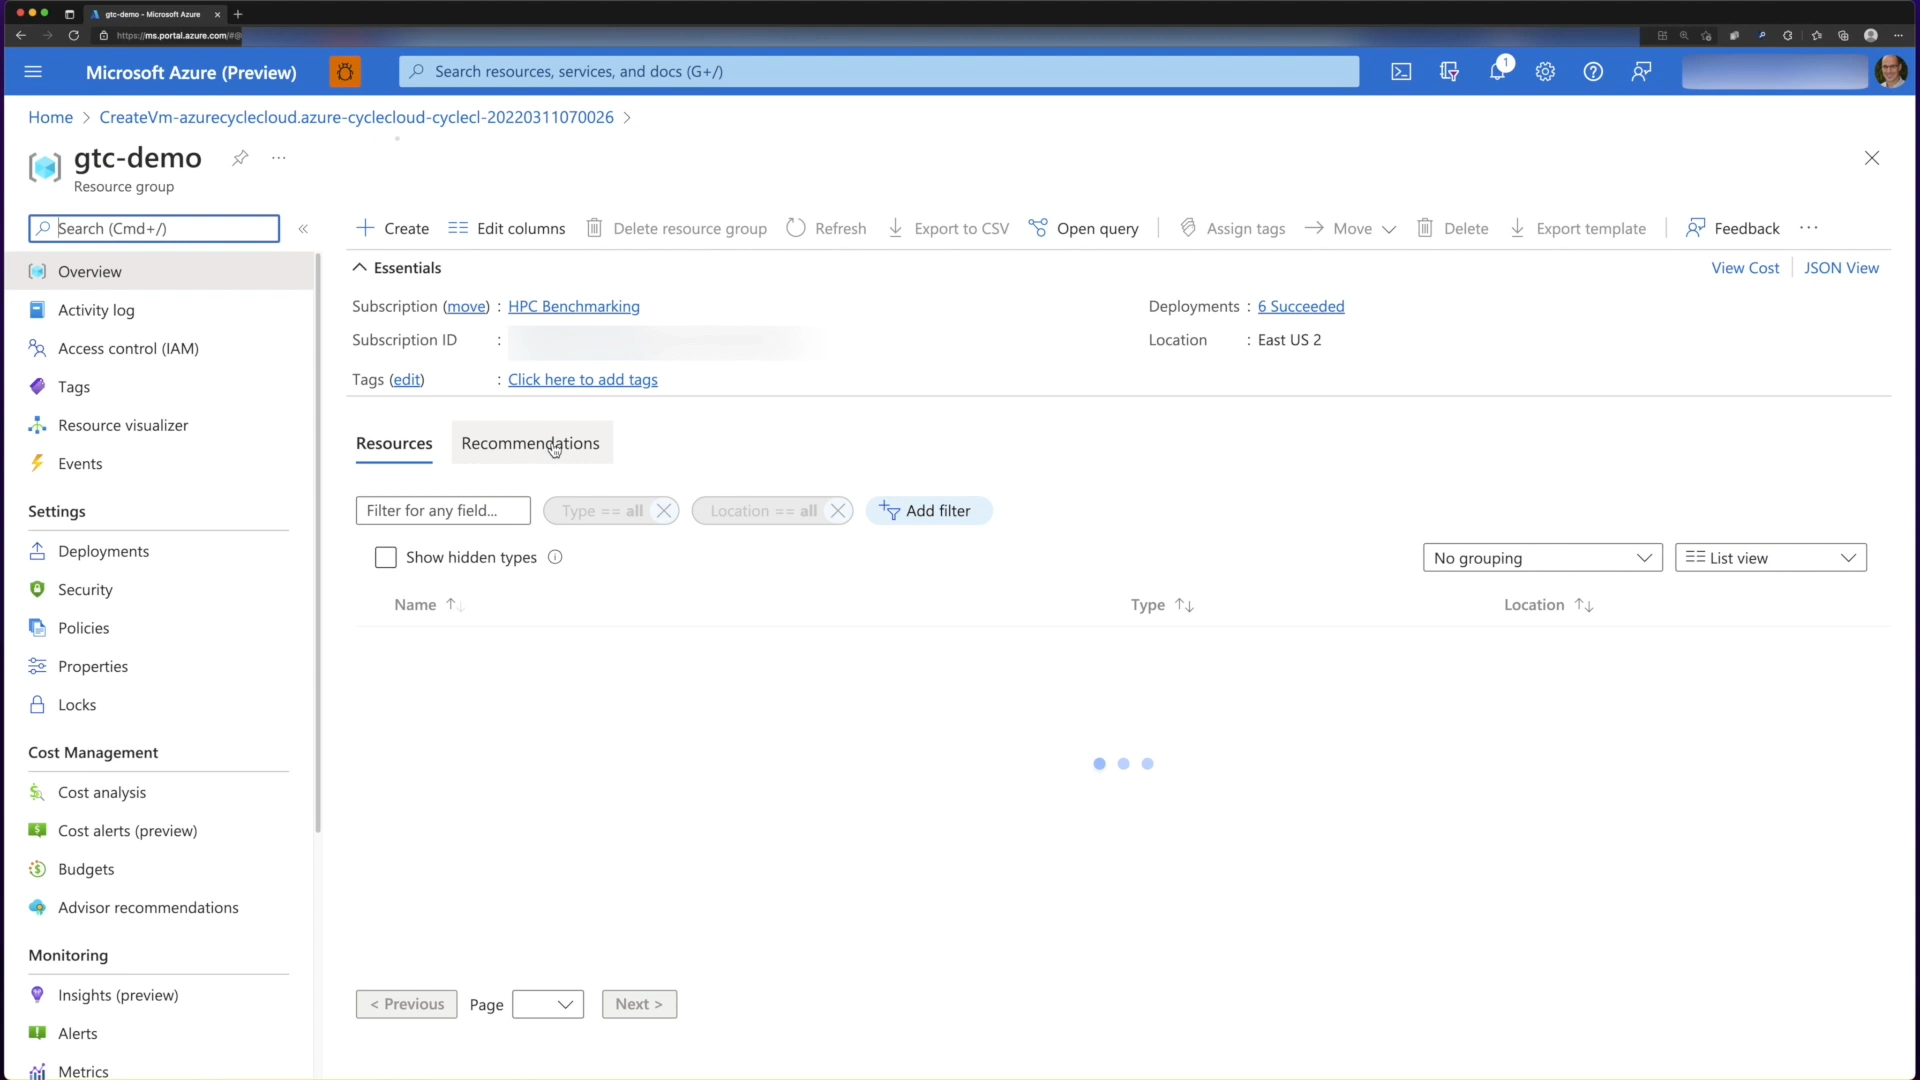 gtc-demo - Microsoft Azure
https://ms.portal.azure.com/#@
Microsoft Azure (Preview)
Search resources, services, and docs (G+/)
1
Home > CreateVm-azurecyclecloud.azure-cyclecloud-cyclecl-20220311070026 >
gtc-demo
Resource group
Search (Cmd+/)
Create
Edit columns
Delete resource group
Refresh
Export to CSV
Open query
Assign tags
Move
Delete
Export template
Feedback
Overview
Activity log
Access control (IAM)
Tags
Resource visualizer
Events
Settings
Deployments
Security
Policies
Properties
Locks
Cost Management
Cost analysis
Cost alerts (preview)
Budgets
Advisor recommendations
Monitoring
Insights (preview)
Alerts
Metrics
Essentials
View Cost
JSON View
Subscription (move) : HPC Benchmarking
Deployments : 6 Succeeded
Subscription ID :
Location : East US 2
Tags (edit) : Click here to add tags
Resources
Recommendations
Filter for any field...
Type == all
Location == all
Add filter
Show hidden types
No grouping
List view
Name
Type
Location
< Previous
Page
Next >